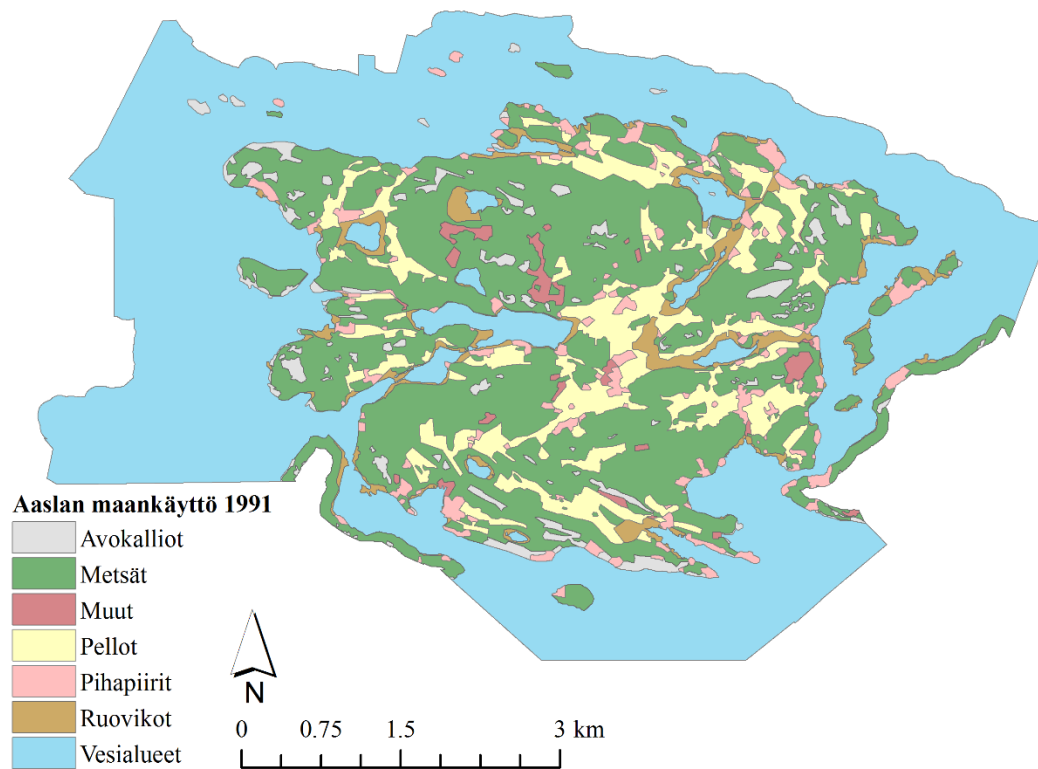 Aaslan maankäyttö 1991
Avokalliot
Metsät
Muut
Pellot
Pihapiirit
Ruovikot
Vesialueet
N
0 0.75 1.5 3 km